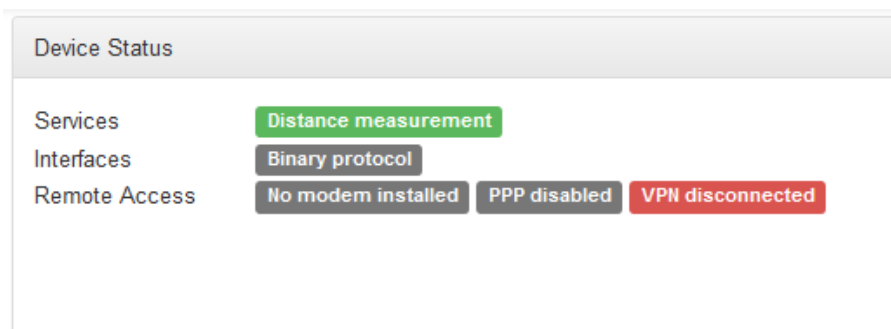 Device Status
Services Distance measurement
Interfaces Binary protocol
Remote Access No modem installed PPP disabled VPN disconnected